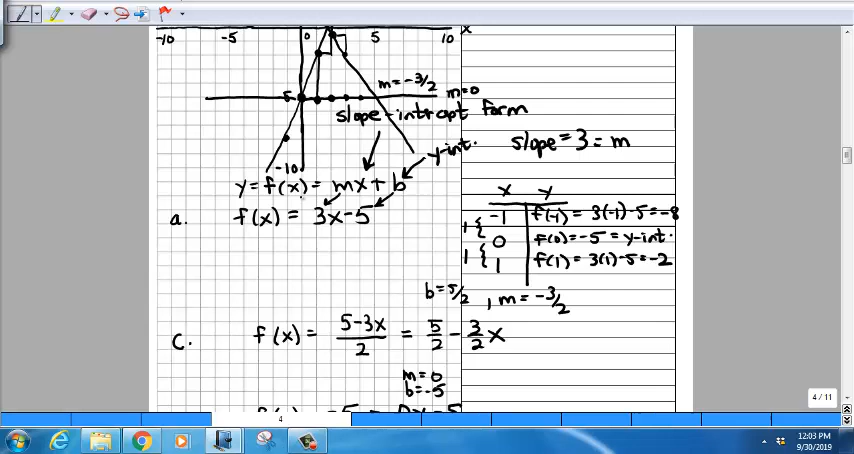 -10 -5 0 5 10 x
m = -3/2 m=0
-5
slope-intrcpt form
y-int.
slope = 3 = m
-10
y = f(x) = mx + b
a. f(x) = 3x-5
x y
-1 f(-1) = 3(-1)-5=-8
1{
0 f(0) = -5 = y-int.
1{
1 f(1) = 3(1)-5=-2
b = 5/2 , m = -3/2
c. f(x) = 5-3x/2 = 5/2 - 3/2 x
m = 0
b=-5
4 / 11
4
12:03 PM
9/30/2019